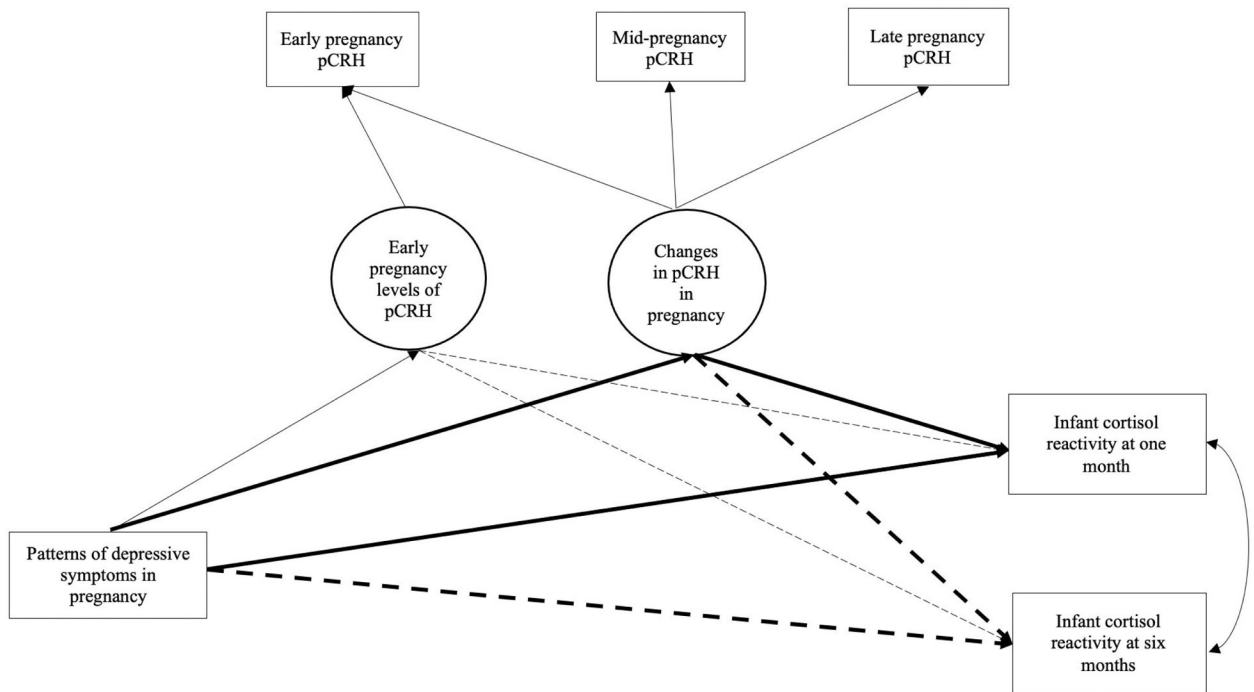 Early pregnancy
pCRH
Mid-pregnancy
pCRH
Late pregnancy
pCRH
Early
pregnancy
levels of
pCRH
Changes
in pCRH
in
pregnancy
Infant cortisol
reactivity at one
month
Patterns of depressive
symptoms in
pregnancy
Infant cortisol
reactivity at six
months